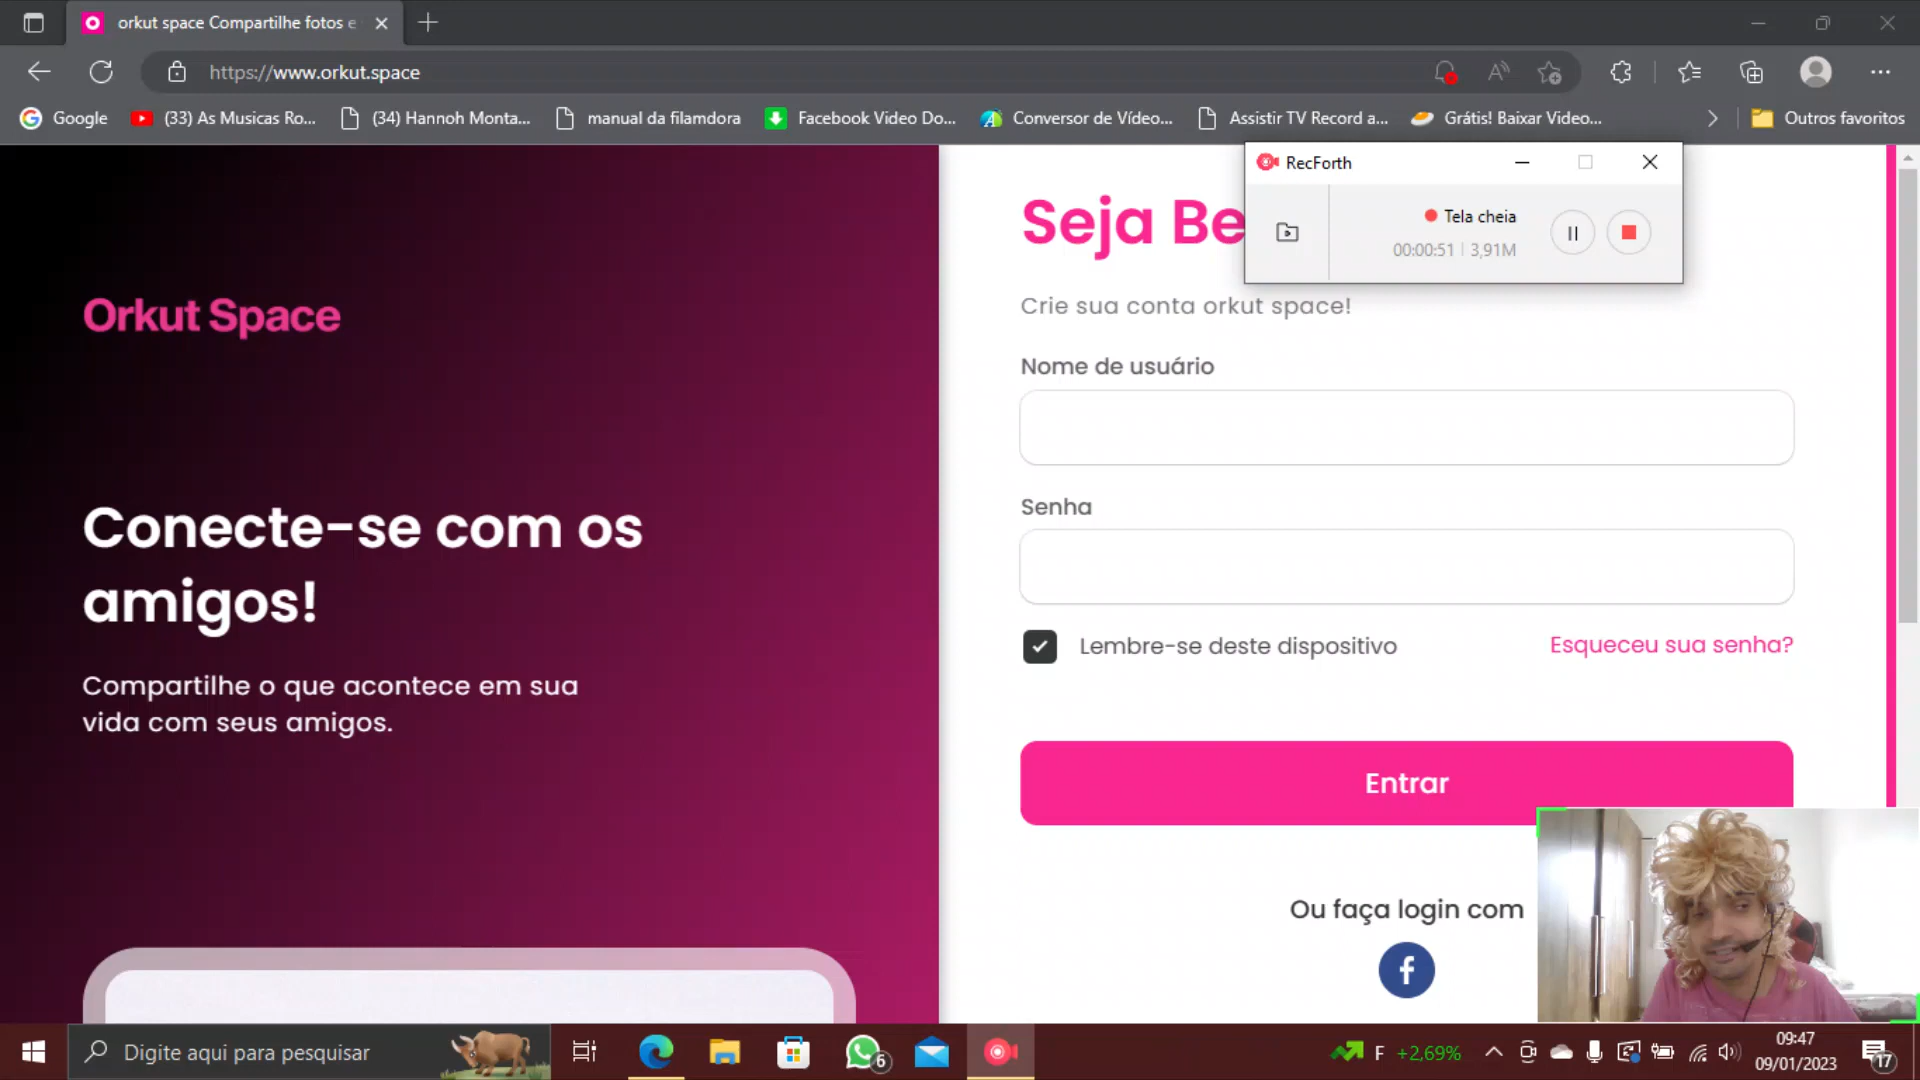 orkut space Compartilhe fotos e
https://www.orkut.space
Google
(33) As Musicas Ro...
(34) Hannoh Monta...
manual da filamdora
Facebook Video Do...
Conversor de Vídeo...
Assistir TV Record a...
Grátis! Baixar Video...
Outros favoritos
RecForth
Tela cheia
00:00:51 | 3,91M
Orkut Space
Conecte-se com os
amigos!
Compartilhe o que acontece em sua
vida com seus amigos.
Seja Be
Crie sua conta orkut space!
Nome de usuário
Senha
Lembre-se deste dispositivo
Esqueceu sua senha?
Entrar
Ou faça login com
Digite aqui para pesquisar
6
F +2,69%
09:47
09/01/2023
17